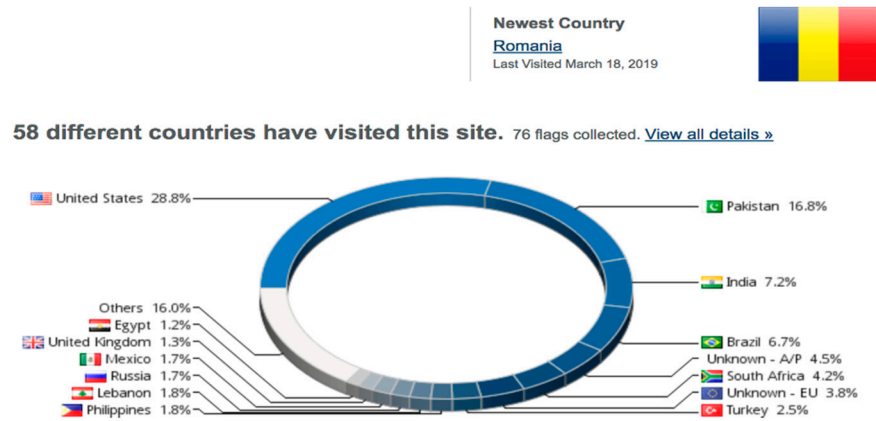 Newest Country
Romania
Last Visited March 18, 2019
58 different countries have visited this site. 76 flags collected. View all details »
United States 28.8%
Pakistan 16.8%
India 7.2%
Others 16.0%
Egypt 1.2%
United Kingdom 1.3%
Brazil 6.7%
Mexico 1.7%
Unknown - A/P 4.5%
Russia 1.7%
South Africa 4.2%
Lebanon 1.8%
Unknown - EU 3.8%
Philippines 1.8%
Turkey 2.5%